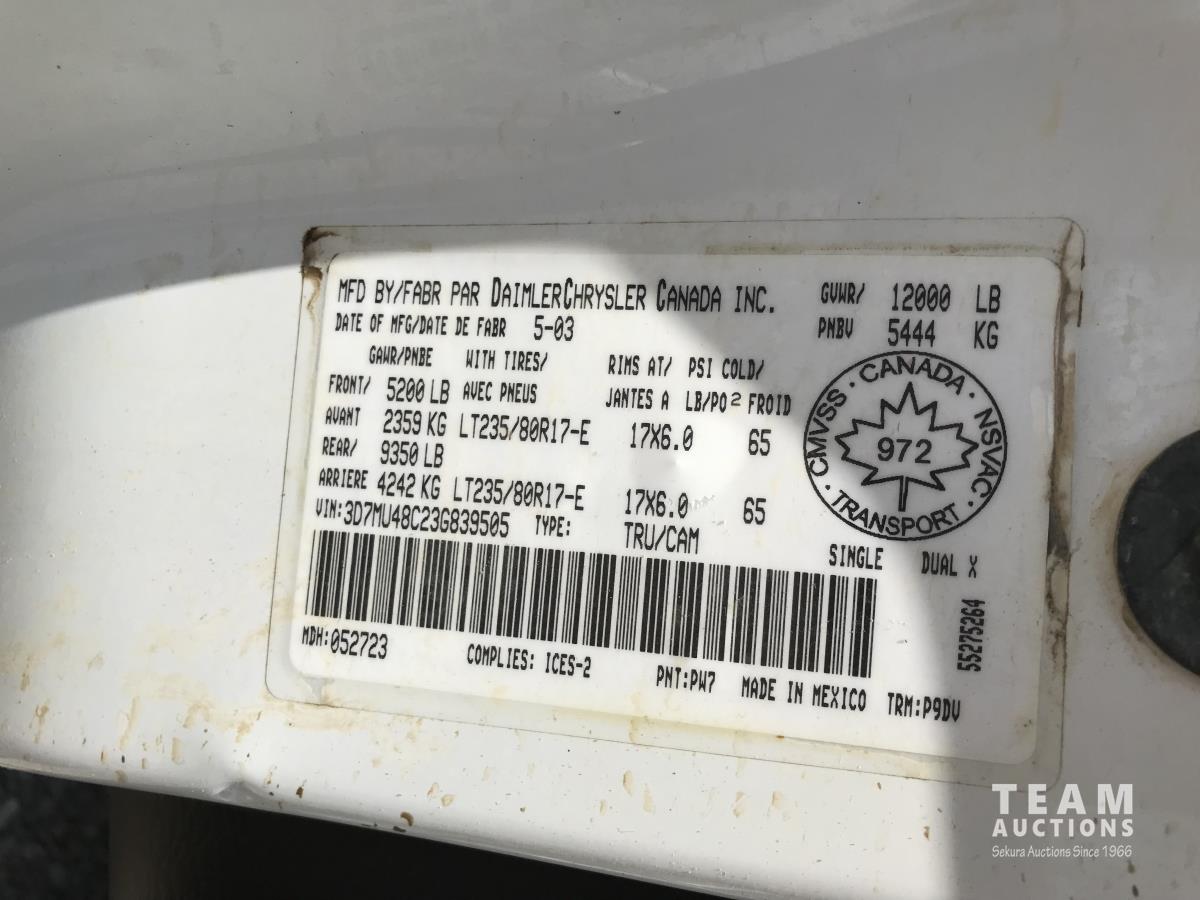 MFD BY/FABR PAR DAIMLERCHRYSLER CANADA INC. GVWR/ 12000 LB
DATE OF MFG/DATE DE FABR 5-03 PNBV 5444 KG
GAWR/PNBE WITH TIRES/ RIMS AT/ PSI COLD/
FRONT/ 5200 LB AVEC PNEUS JANTES A LB/PO² FROID
AVANT 2359 KG LT235/80R17-E 17X6.0 65
REAR/ 9350 LB
ARRIERE 4242 KG LT235/80R17-E 17X6.0 65
VIN:3D7MU48C23G839505 TYPE: TRU/CAM
SINGLE DUAL X
CMVSS · CANADA · NSVAC · TRANSPORT ·
972
55275264
MDH:052723 COMPLIES: ICES-2 PNT:PW7 MADE IN MEXICO TRM:P9DV
TEAM
AUCTIONS
Sekura Auctions Since 1966